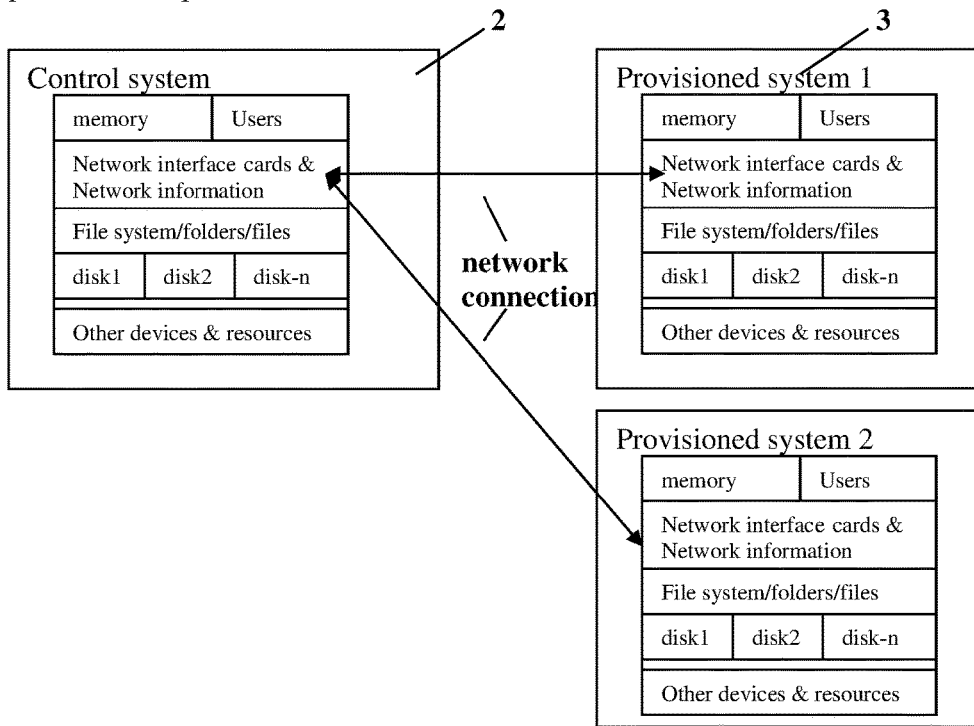 2
3
Control system
memory
Users
Network interface cards &
Network information
File system/folders/files
disk1
disk2
disk-n
Other devices & resources
network
connection
Provisioned system 1
memory
Users
Network interface cards &
Network information
File system/folders/files
disk1
disk2
disk-n
Other devices & resources
Provisioned system 2
memory
Users
Network interface cards &
Network information
File system/folders/files
disk1
disk2
disk-n
Other devices & resources